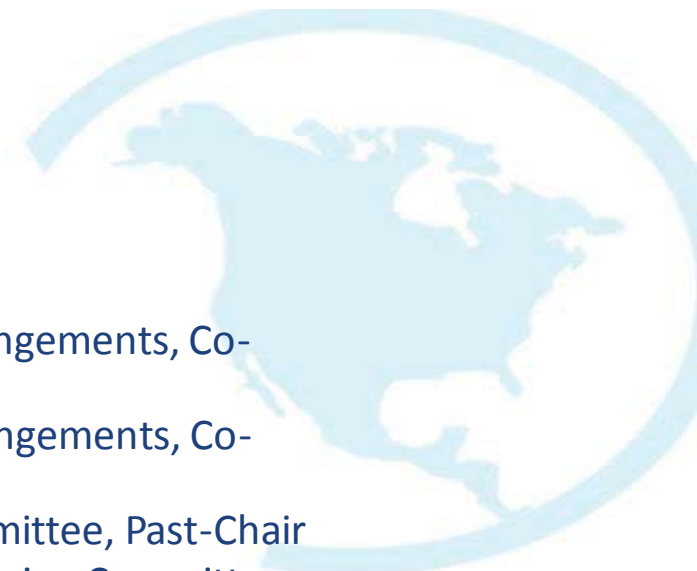 ngements, Co-
ngements, Co-
mittee, Past-Chair